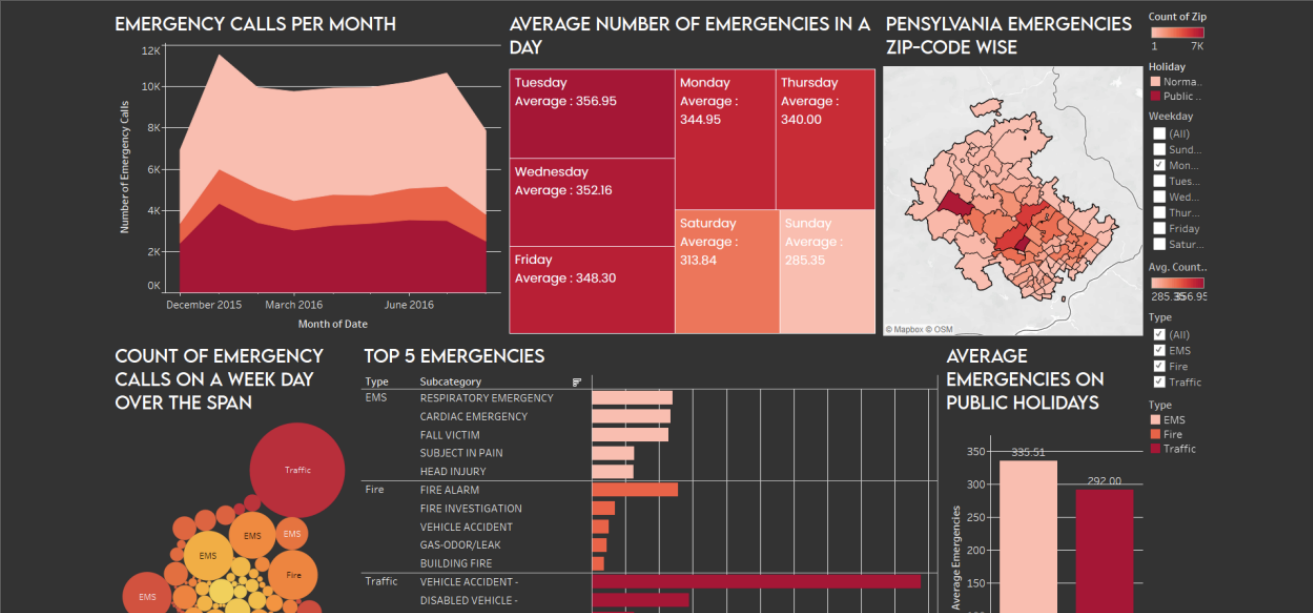 EMERGENCY CALLS PER MONTH
12K
10K
8K
6K
4K
2K
0K
Number of Emergency Calls
December 2015
March 2016
June 2016
Month of Date
AVERAGE NUMBER OF EMERGENCIES IN A
DAY
Tuesday
Average : 356.95
Wednesday
Average : 352.16
Friday
Average : 348.30
Monday
Average :
344.95
Thursday
Average :
340.00
Saturday
Average :
313.84
Sunday
Average :
285.35
PENSYLVANIA EMERGENCIES
ZIP-CODE WISE
© Mapbox © OSM
Count of Zip
1 7K
Holiday
Norma..
Public ..
Weekday
(All)
Sund...
Mon...
Tues...
Wed...
Thur...
Friday
Satur...
Avg. Count..
285.35 356.95
Type
(All)
EMS
Fire
Traffic
Type
EMS
Fire
Traffic
COUNT OF EMERGENCY
CALLS ON A WEEK DAY
OVER THE SPAN
Traffic
EMS
EMS
EMS
Fire
EMS
TOP 5 EMERGENCIES
Type Subcategory
EMS RESPIRATORY EMERGENCY
CARDIAC EMERGENCY
FALL VICTIM
SUBJECT IN PAIN
HEAD INJURY
Fire FIRE ALARM
FIRE INVESTIGATION
VEHICLE ACCIDENT
GAS-ODOR/LEAK
BUILDING FIRE
Traffic VEHICLE ACCIDENT -
DISABLED VEHICLE -
AVERAGE
EMERGENCIES ON
PUBLIC HOLIDAYS
350
300
250
200
150
Average Emergencies
335.51
292.00